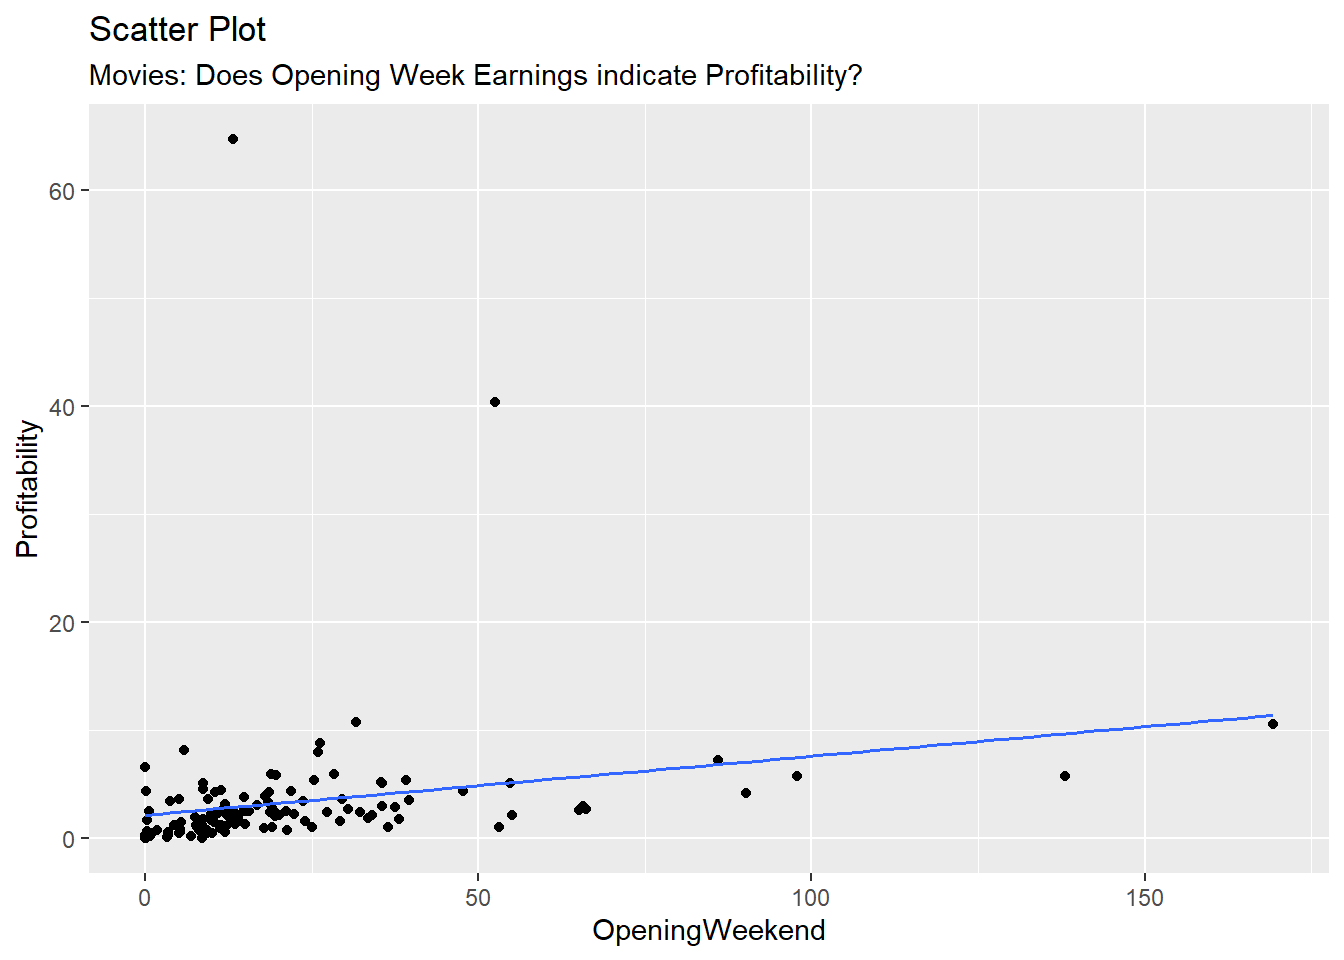 Scatter Plot
Movies: Does Opening Week Earnings indicate Profitability?
60
40
20
0
Profitability
0 50 100 150
OpeningWeekend